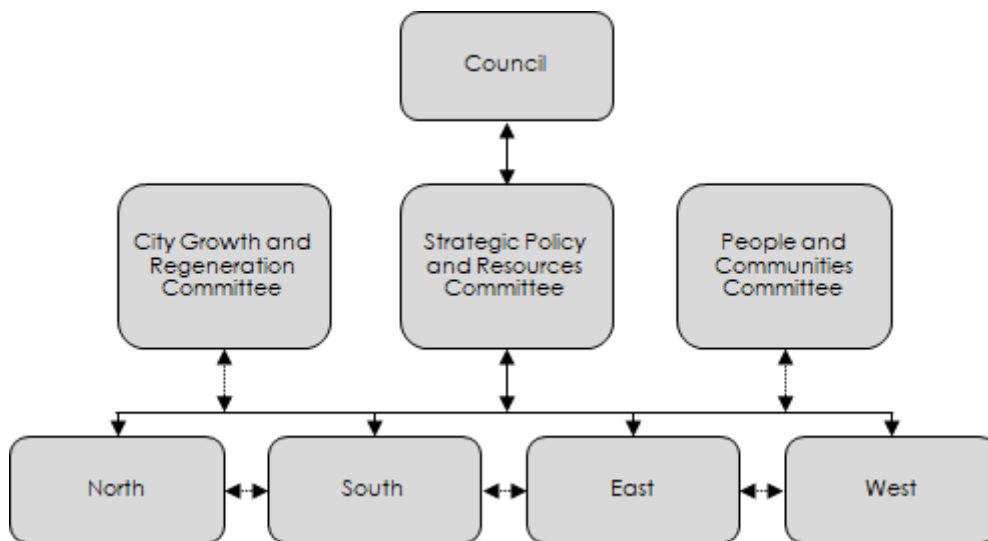 Council
City Growth and
Regeneration
Committee
Strategic Policy
and Resources
Committee
People and
Communities
Committee
North
South
East
West